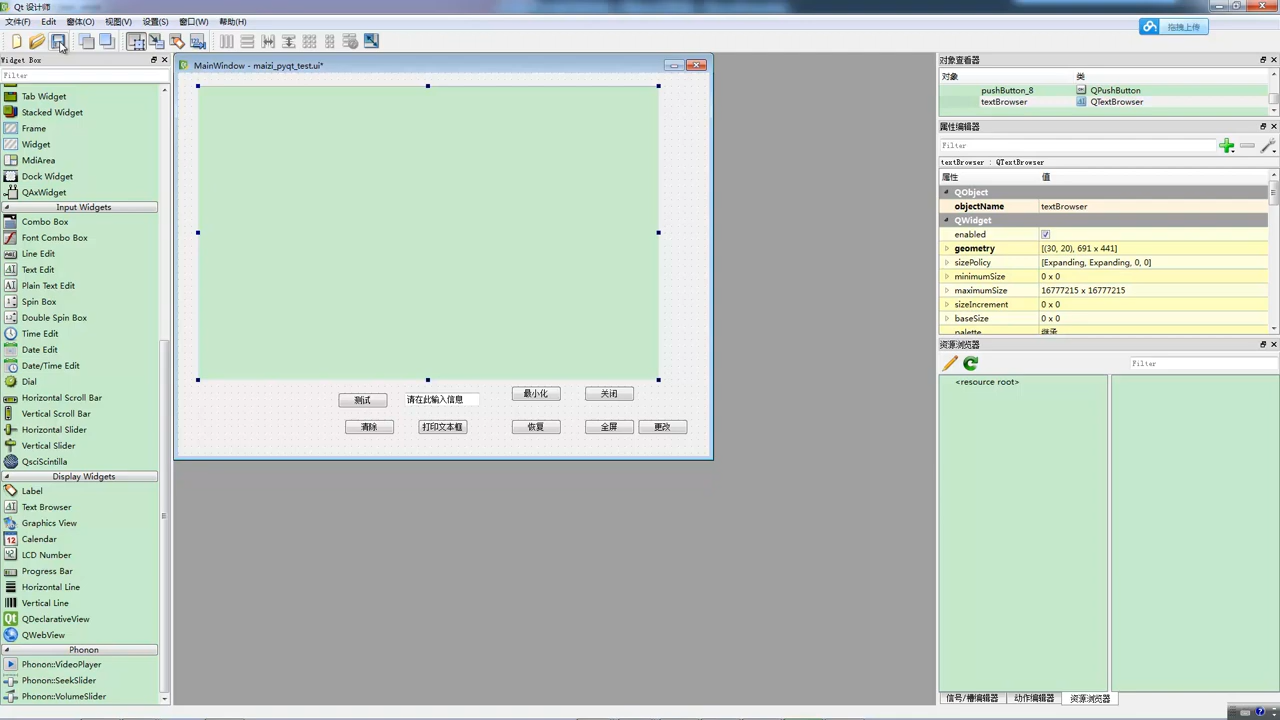 Qt 设计师
文件(F) Edit 窗体(O) 视图(V) 设置(S) 窗口(W) 帮助(H)
拖拽上传
Widget Box
Filter
Tab Widget
Stacked Widget
Frame
Widget
MdiArea
Dock Widget
QAxWidget
Input Widgets
Combo Box
Font Combo Box
Line Edit
Text Edit
Plain Text Edit
Spin Box
Double Spin Box
Time Edit
Date Edit
Date/Time Edit
Dial
Horizontal Scroll Bar
Vertical Scroll Bar
Horizontal Slider
Vertical Slider
QsciScintilla
Display Widgets
Label
Text Browser
Graphics View
Calendar
LCD Number
Progress Bar
Horizontal Line
Vertical Line
QDeclarativeView
QWebView
Phonon
Phonon::VideoPlayer
Phonon::SeekSlider
Phonon::VolumeSlider
MainWindow - maizi_pyqt_test.ui*
测试 请在此输入信息 最小化 关闭
清除 打印文本框 恢复 全屏 更改
对象查看器
对象 类
pushButton_8 QPushButton
textBrowser QTextBrowser
属性编辑器
Filter
textBrowser : QTextBrowser
属性 值
QObject
objectName textBrowser
QWidget
enabled
geometry [(30, 20), 691 x 441]
sizePolicy [Expanding, Expanding, 0, 0]
minimumSize 0 x 0
maximumSize 16777215 x 16777215
sizeIncrement 0 x 0
baseSize 0 x 0
palette 继承
资源浏览器
Filter
<resource root>
信号/槽编辑器 动作编辑器 资源浏览器